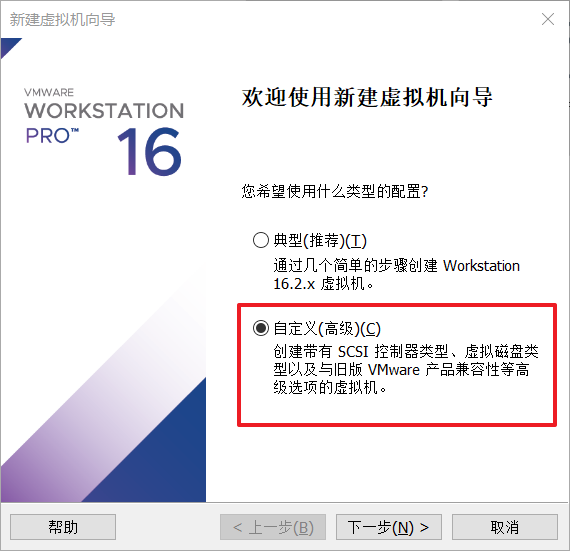 新建虚拟机向导
VMWARE
WORKSTATION
PRO™ 16
欢迎使用新建虚拟机向导
您希望使用什么类型的配置?
典型(推荐)(T)
通过几个简单的步骤创建 Workstation
16.2.x 虚拟机。
自定义(高级)(C)
创建带有 SCSI 控制器类型、虚拟磁盘类
型以及与旧版 VMware 产品兼容性等高
级选项的虚拟机。
帮助
< 上一步(B)
下一步(N) >
取消